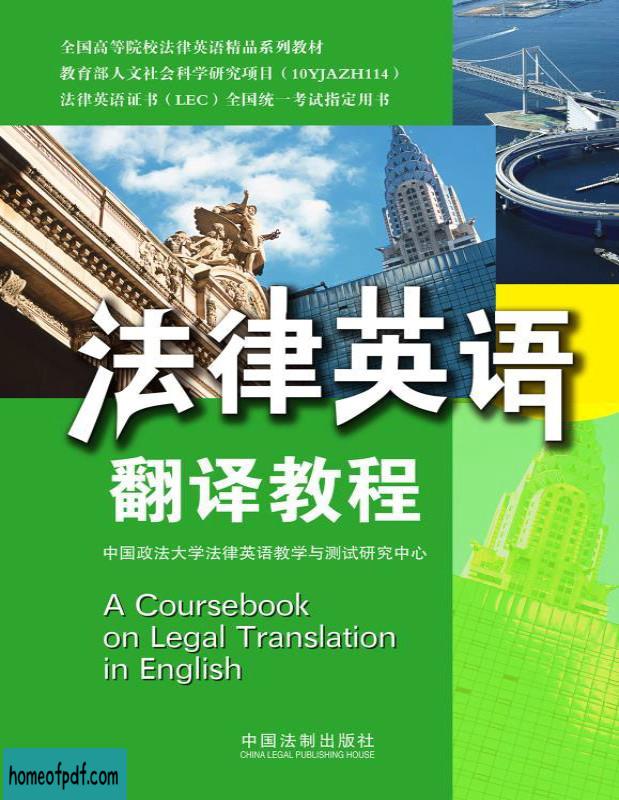 全国高等院校法律英语精品系列教材
教育部人文社会科学研究项目（10YJAZH114）
法律英语证书（LEC）全国统一考试指定用书
法律英语
翻译教程
中国政法大学法律英语教学与测试研究中心
A Coursebook
on Legal Translation
in English
中国法制出版社
CHINA LEGAL PUBLISHING HOUSE
homeofpdf.com